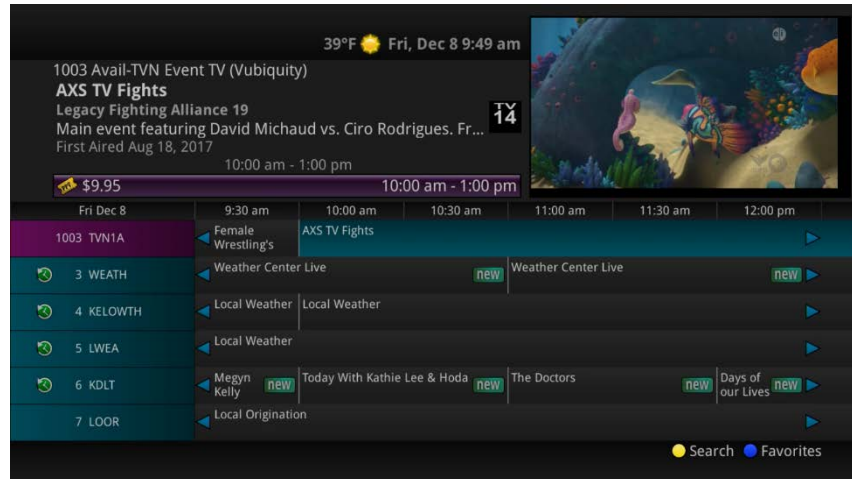 39°F Fri, Dec 8 9:49 am
1003 Avail-TVN Event TV (Vubiquity)
AXS TV Fights
Legacy Fighting Alliance 19
Main event featuring David Michaud vs. Ciro Rodrigues. Fr...
TV
14
First Aired Aug 18, 2017
10:00 am - 1:00 pm
$9.95 10:00 am - 1:00 pm
Fri Dec 8 9:30 am 10:00 am 10:30 am 11:00 am 11:30 am 12:00 pm
1003 TVN1A Female Wrestling's AXS TV Fights
3 WEATH Weather Center Live new Weather Center Live new
4 KELOWTH Local Weather Local Weather
5 LWEA Local Weather
6 KDLT Megyn Kelly new Today With Kathie Lee & Hoda new The Doctors new Days of our Lives new
7 LOOR Local Origination
Search Favorites